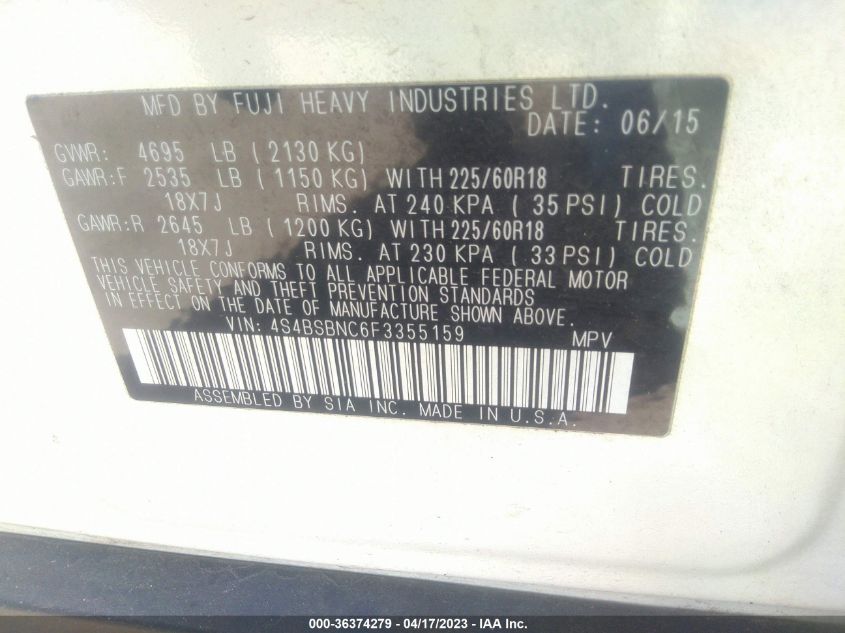 MFD BY FUJI HEAVY INDUSTRIES LTD.
DATE: 06/15
GVWR: 4695 LB ( 2130 KG)
GAWR:F 2535 LB ( 1150 KG) WITH 225/60R18 TIRES.
18X7J RIMS. AT 240 KPA ( 35 PSI) COLD
GAWR:R 2645 LB ( 1200 KG) WITH 225/60R18 TIRES.
18X7J RIMS. AT 230 KPA ( 33 PSI) COLD
THIS VEHICLE CONFORMS TO ALL APPLICABLE FEDERAL MOTOR
VEHICLE SAFETY AND THEFT PREVENTION STANDARDS
IN EFFECT ON THE DATE OF MANUFACTURE SHOWN ABOVE.
VIN: 4S4BSBNC6F3355159 MPV
ASSEMBLED BY SIA INC. MADE IN U.S.A.
000-36374279 - 04/17/2023 - IAA Inc.